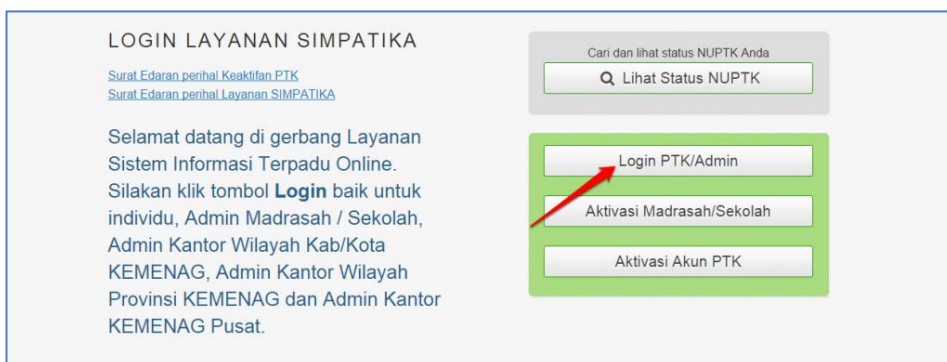 LOGIN LAYANAN SIMPATIKA
Surat Edaran perihal Keaktifan PTK
Surat Edaran perihal Layanan SIMPATIKA
Selamat datang di gerbang Layanan
Sistem Informasi Terpadu Online.
Silakan klik tombol Login baik untuk
individu, Admin Madrasah / Sekolah,
Admin Kantor Wilayah Kab/Kota
KEMENAG, Admin Kantor Wilayah
Provinsi KEMENAG dan Admin Kantor
KEMENAG Pusat.
Cari dan lihat status NUPTK Anda
Lihat Status NUPTK
Login PTK/Admin
Aktivasi Madrasah/Sekolah
Aktivasi Akun PTK